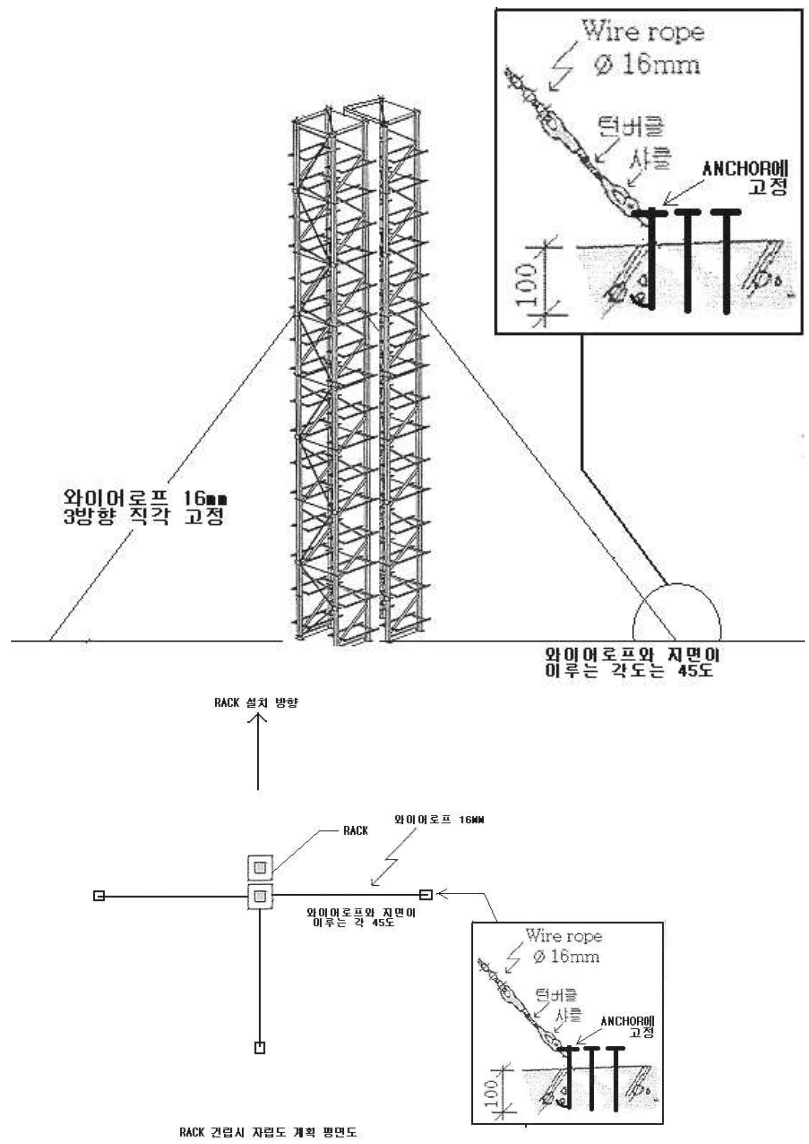 Wire rope
Ø 16mm
턴버클
샤클
ANCHOR에
고정
100
와이어로프 16mm
3방향 직각 고정
와이어로프와 지면이
이루는 각도는 45도
RACK 설치 방향
와이어로프 16MM
RACK
와이어로프와 지면이
이루는 각 45도
Wire rope
Ø 16mm
턴버클
샤클
ANCHOR에
고정
100
RACK 건립시 자립도 계획 평면도